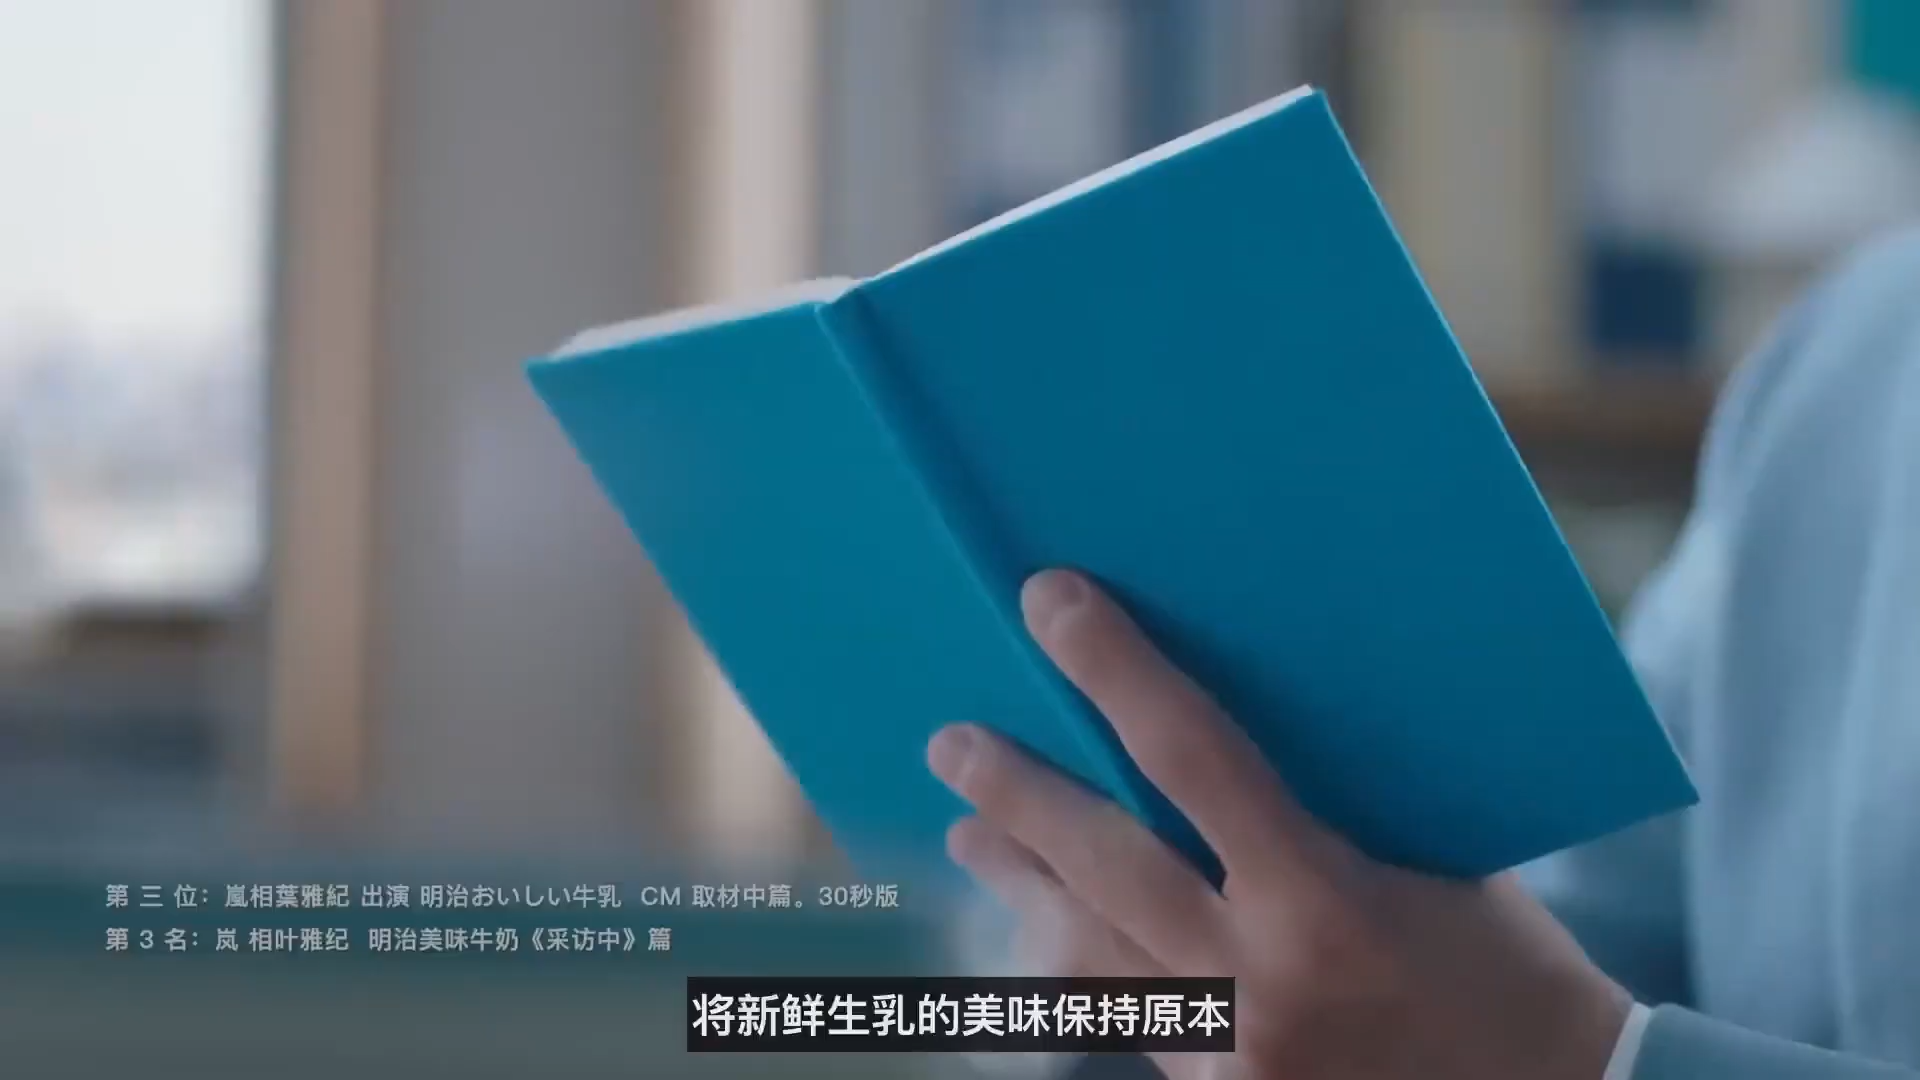 第 三 位：嵐相葉雅紀 出演 明治おいしい牛乳 CM 取材中篇。30秒版
第 3 名：岚 相叶雅纪 明治美味牛奶《采访中》篇
将新鲜生乳的美味保持原本